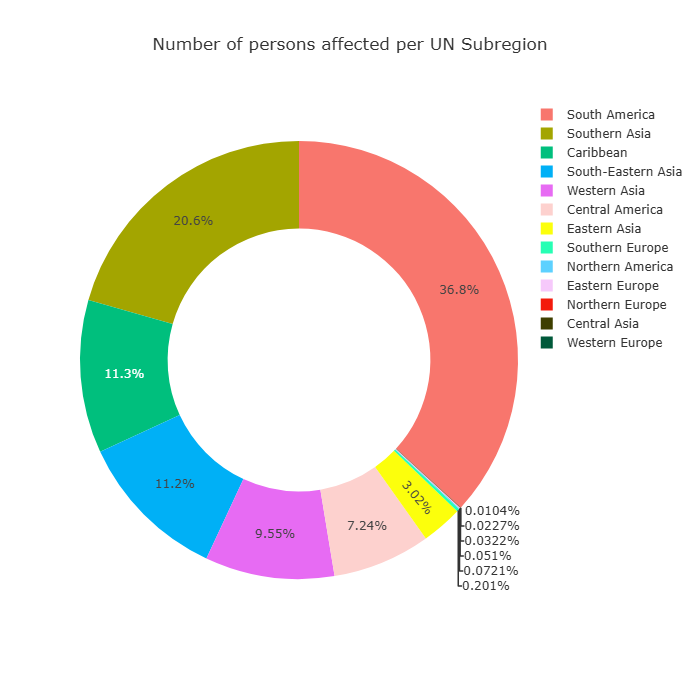 Number of persons affected per UN Subregion
South America
Southern Asia
Caribbean
South-Eastern Asia
Western Asia
Central America
Eastern Asia
Southern Europe
Northern America
Eastern Europe
Northern Europe
Central Asia
Western Europe
20.6%
36.8%
11.3%
11.2%
9.55%
7.24%
3.02%
0.0104%
0.0227%
0.0322%
0.051%
0.0721%
0.201%